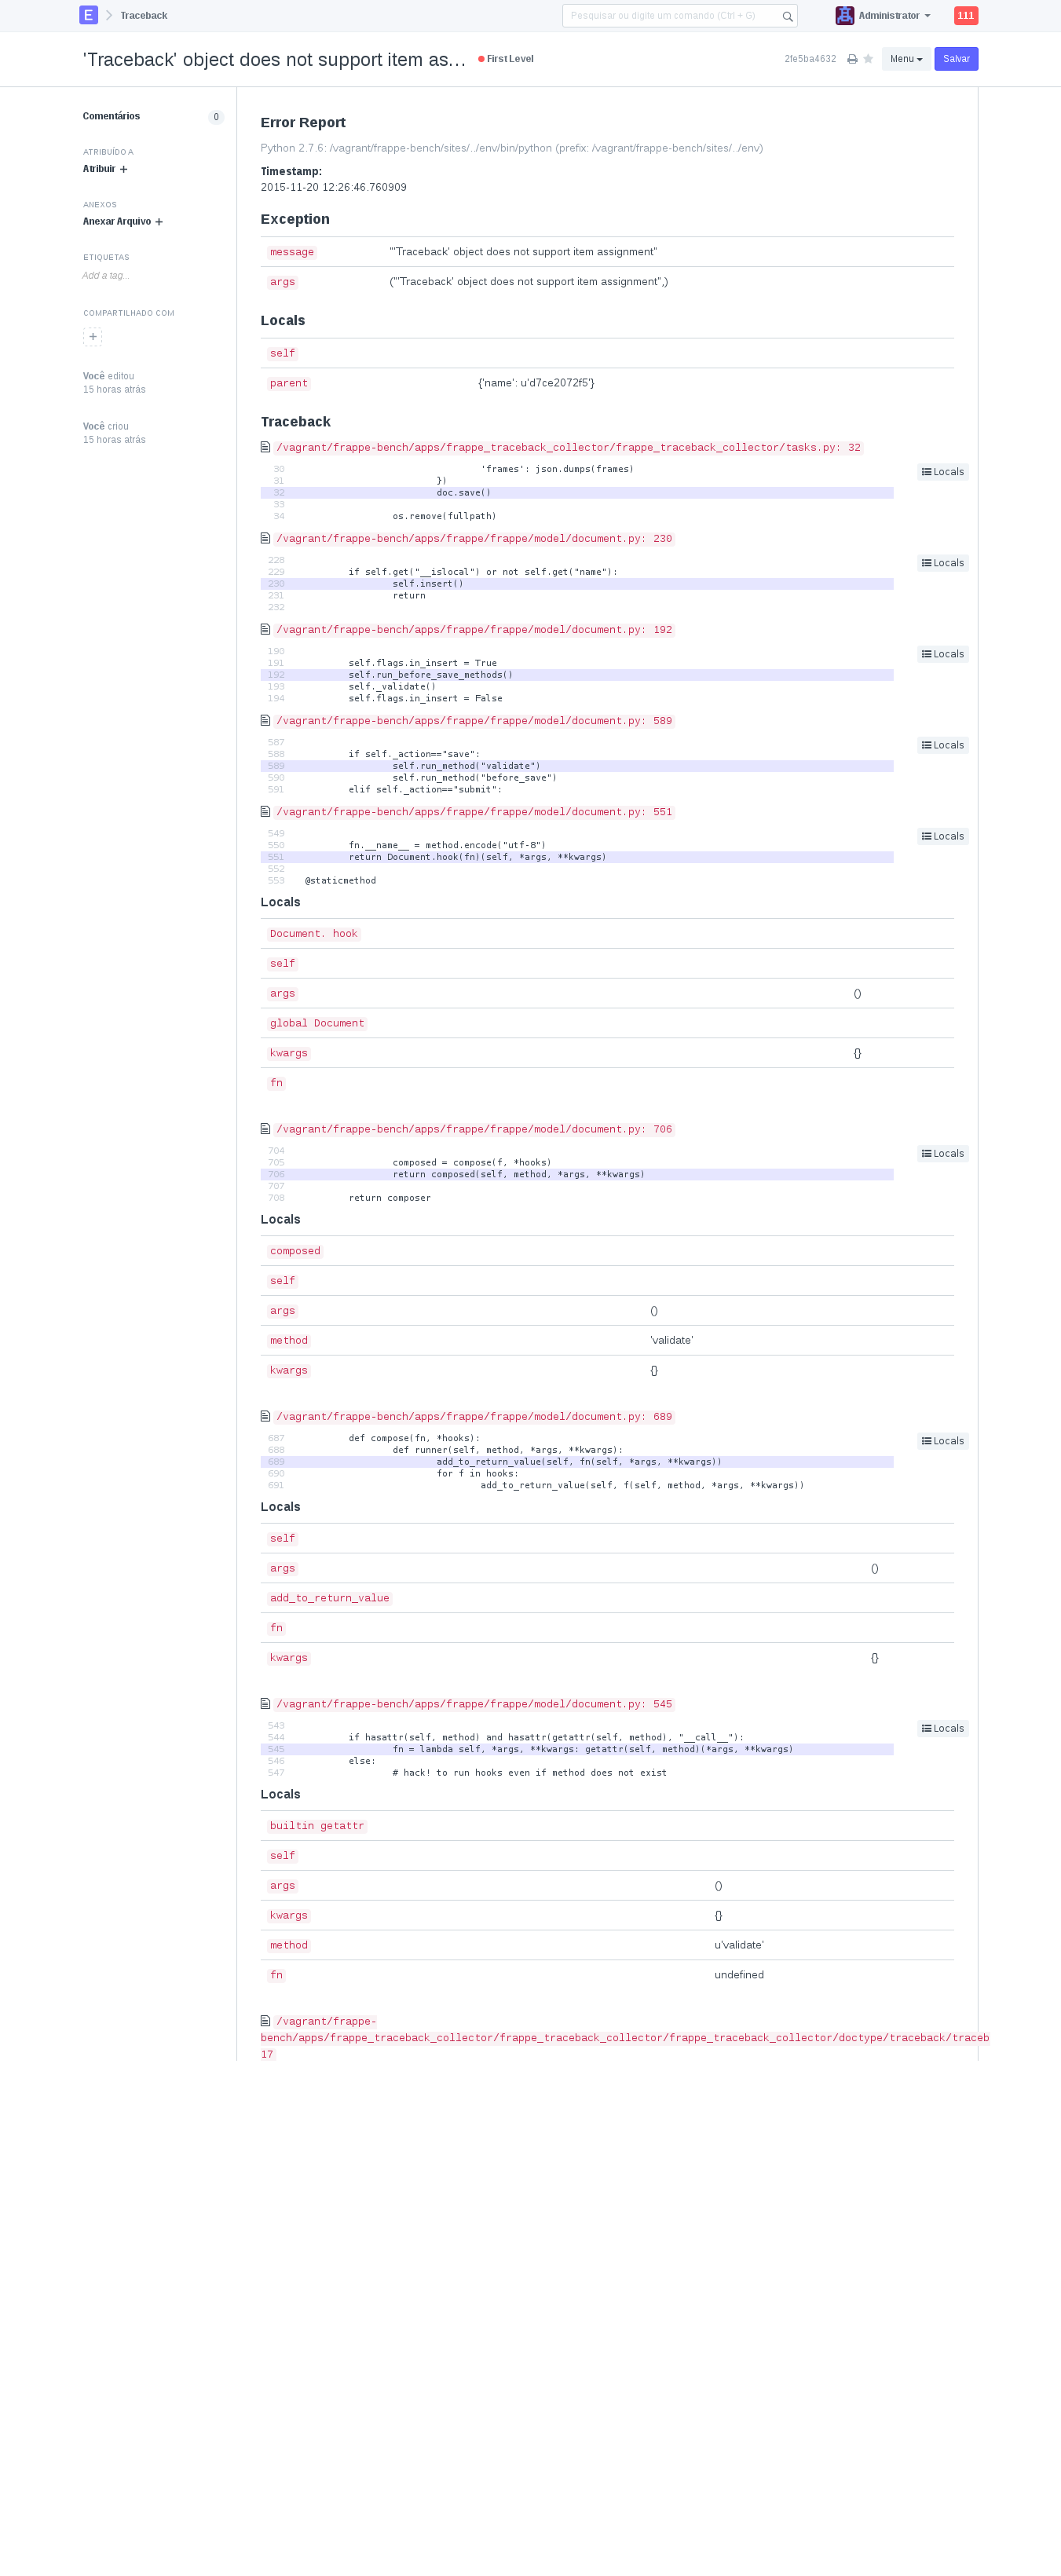 E Traceback Pesquisar ou digite um comando (Ctrl + G) Administrator 111
'Traceback' object does not support item as... First Level 2fe5ba4632 Menu Salvar
Comentários 0
ATRIBUÍDO A
Atribuir +
ANEXOS
Anexar Arquivo +
ETIQUETAS
Add a tag...
COMPARTILHADO COM
+
Você editou
15 horas atrás
Você criou
15 horas atrás
Error Report
Python 2.7.6: /vagrant/frappe-bench/sites/../env/bin/python (prefix: /vagrant/frappe-bench/sites/../env)
Timestamp:
2015-11-20 12:26:46.760909
Exception
message "'Traceback' object does not support item assignment"
args ("'Traceback' object does not support item assignment",)
Locals
self
parent {'name': u'd7ce2072f5'}
Traceback
/vagrant/frappe-bench/apps/frappe_traceback_collector/frappe_traceback_collector/tasks.py: 32
Locals
30 'frames': json.dumps(frames)
31 })
32 doc.save()
33
34 os.remove(fullpath)
/vagrant/frappe-bench/apps/frappe/frappe/model/document.py: 230
Locals
228
229 if self.get("__islocal") or not self.get("name"):
230 self.insert()
231 return
232
/vagrant/frappe-bench/apps/frappe/frappe/model/document.py: 192
Locals
190
191 self.flags.in_insert = True
192 self.run_before_save_methods()
193 self._validate()
194 self.flags.in_insert = False
/vagrant/frappe-bench/apps/frappe/frappe/model/document.py: 589
Locals
587
588 if self._action=="save":
589 self.run_method("validate")
590 self.run_method("before_save")
591 elif self._action=="submit":
/vagrant/frappe-bench/apps/frappe/frappe/model/document.py: 551
Locals
549
550 fn.__name__ = method.encode("utf-8")
551 return Document.hook(fn)(self, *args, **kwargs)
552
553 @staticmethod
Locals
Document. hook
self
args ()
global Document
kwargs {}
fn
/vagrant/frappe-bench/apps/frappe/frappe/model/document.py: 706
Locals
704
705 composed = compose(f, *hooks)
706 return composed(self, method, *args, **kwargs)
707
708 return composer
Locals
composed
self
args ()
method 'validate'
kwargs {}
/vagrant/frappe-bench/apps/frappe/frappe/model/document.py: 689
Locals
687 def compose(fn, *hooks):
688 def runner(self, method, *args, **kwargs):
689 add_to_return_value(self, fn(self, *args, **kwargs))
690 for f in hooks:
691 add_to_return_value(self, f(self, method, *args, **kwargs))
Locals
self
args ()
add_to_return_value
fn
kwargs {}
/vagrant/frappe-bench/apps/frappe/frappe/model/document.py: 545
Locals
543
544 if hasattr(self, method) and hasattr(getattr(self, method), "__call__"):
545 fn = lambda self, *args, **kwargs: getattr(self, method)(*args, **kwargs)
546 else:
547 # hack! to run hooks even if method does not exist
Locals
builtin getattr
self
args ()
kwargs {}
method u'validate'
fn undefined
/vagrant/frappe-
bench/apps/frappe_traceback_collector/frappe_traceback_collector/frappe_traceback_collector/doctype/traceback/traceb
17